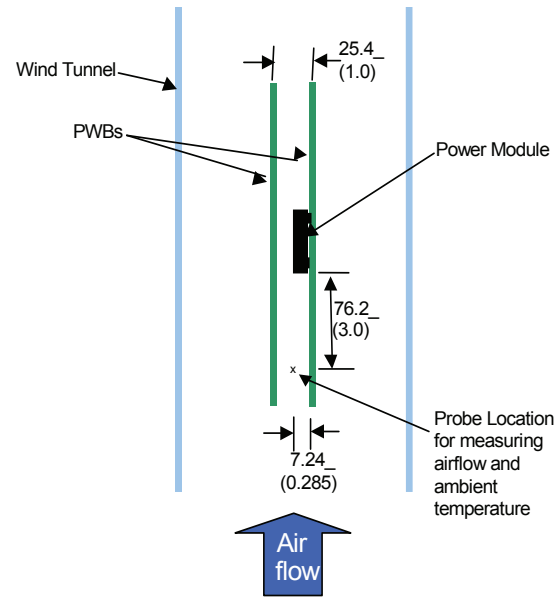 25.4_
(1.0)
Wind Tunnel
PWBs
Power Module
76.2_
(3.0)
x
Probe Location
for measuring
airflow and
ambient
temperature
7.24_
(0.285)
Air
flow